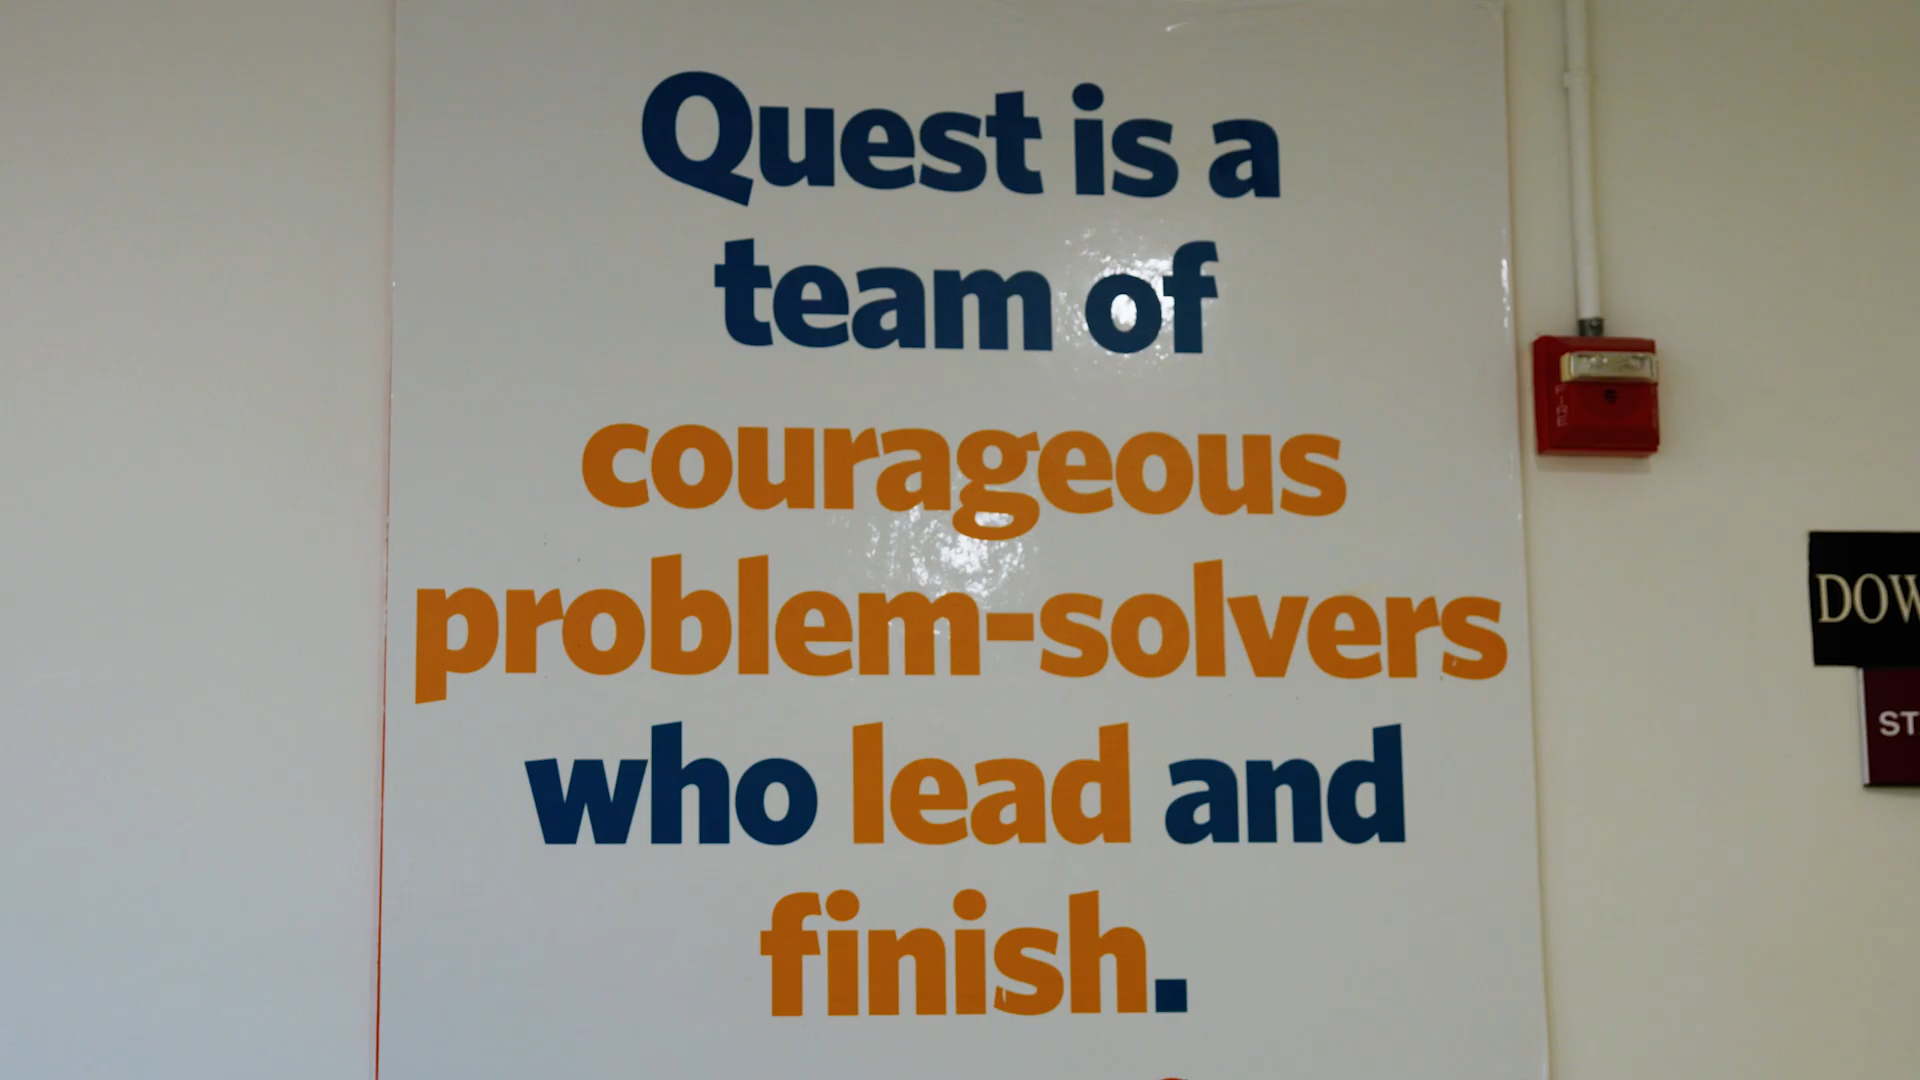 Quest is a
team of
courageous
problem-solvers
who lead and
finish.
FIRE